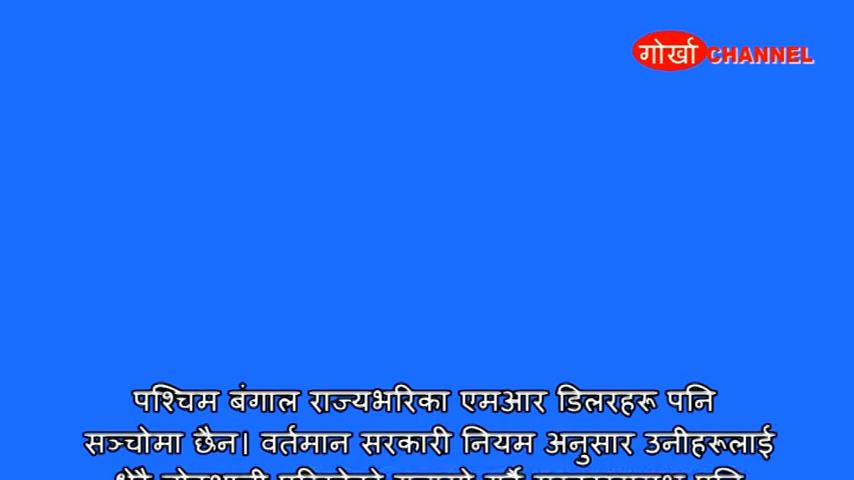 गोर्खा CHANNEL
पश्चिम बंगाल राज्यभरिका एमआर डिलरहरू पनि
सञ्चोमा छैन। वर्तमान सरकारी नियम अनुसार उनीहरूलाई